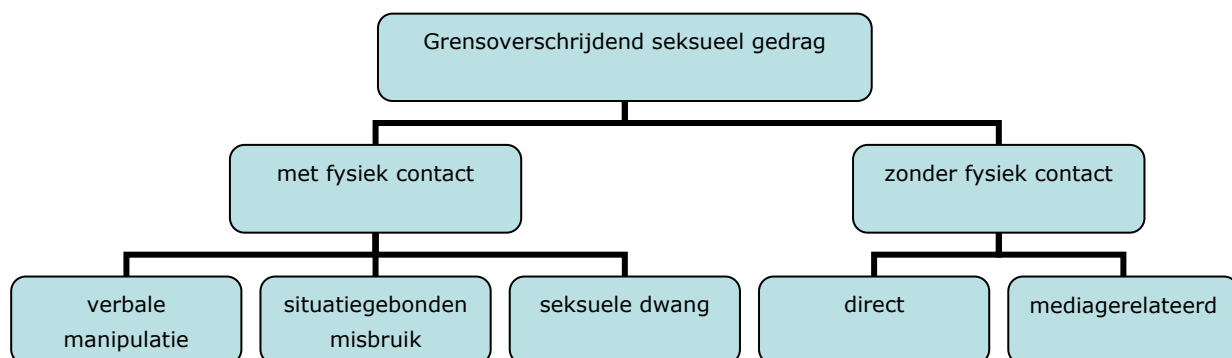 Grensoverschrijdend seksueel gedrag
met fysiek contact
zonder fysiek contact
verbale
manipulatie
situatiegebonden
misbruik
seksuele dwang
direct
mediagerelateerd